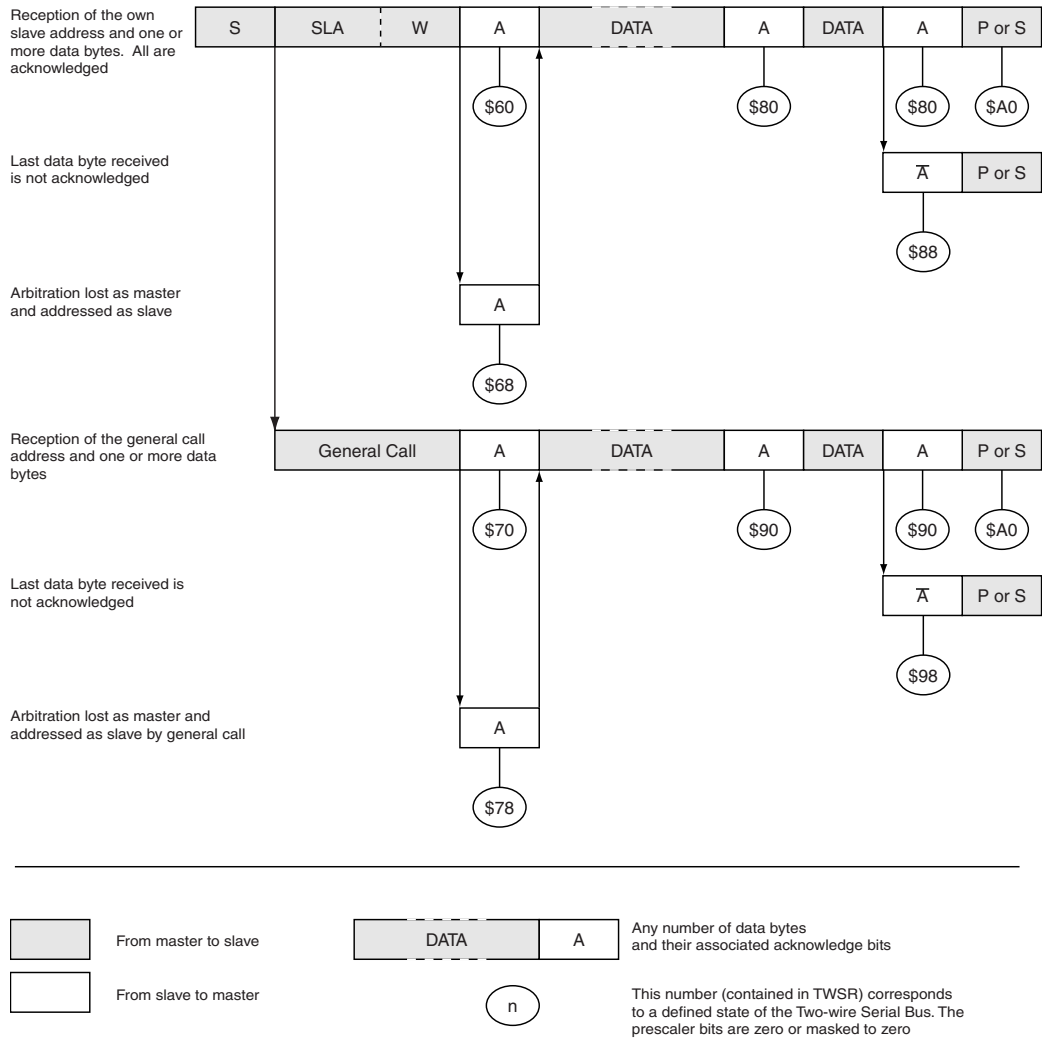 Reception of the own
slave address and one or
more data bytes. All are
acknowledged
S SLA W A DATA A DATA A P or S
$60 $80 $80 $A0
Last data byte received
is not acknowledged
A̅ P or S
$88
Arbitration lost as master
and addressed as slave
A
$68
Reception of the general call
address and one or more data
bytes
General Call A DATA A DATA A P or S
$70 $90 $90 $A0
Last data byte received is
not acknowledged
A̅ P or S
$98
Arbitration lost as master and
addressed as slave by general call
A
$78
From master to slave
DATA A
Any number of data bytes
and their associated acknowledge bits
From slave to master
n
This number (contained in TWSR) corresponds
to a defined state of the Two-wire Serial Bus. The
prescaler bits are zero or masked to zero